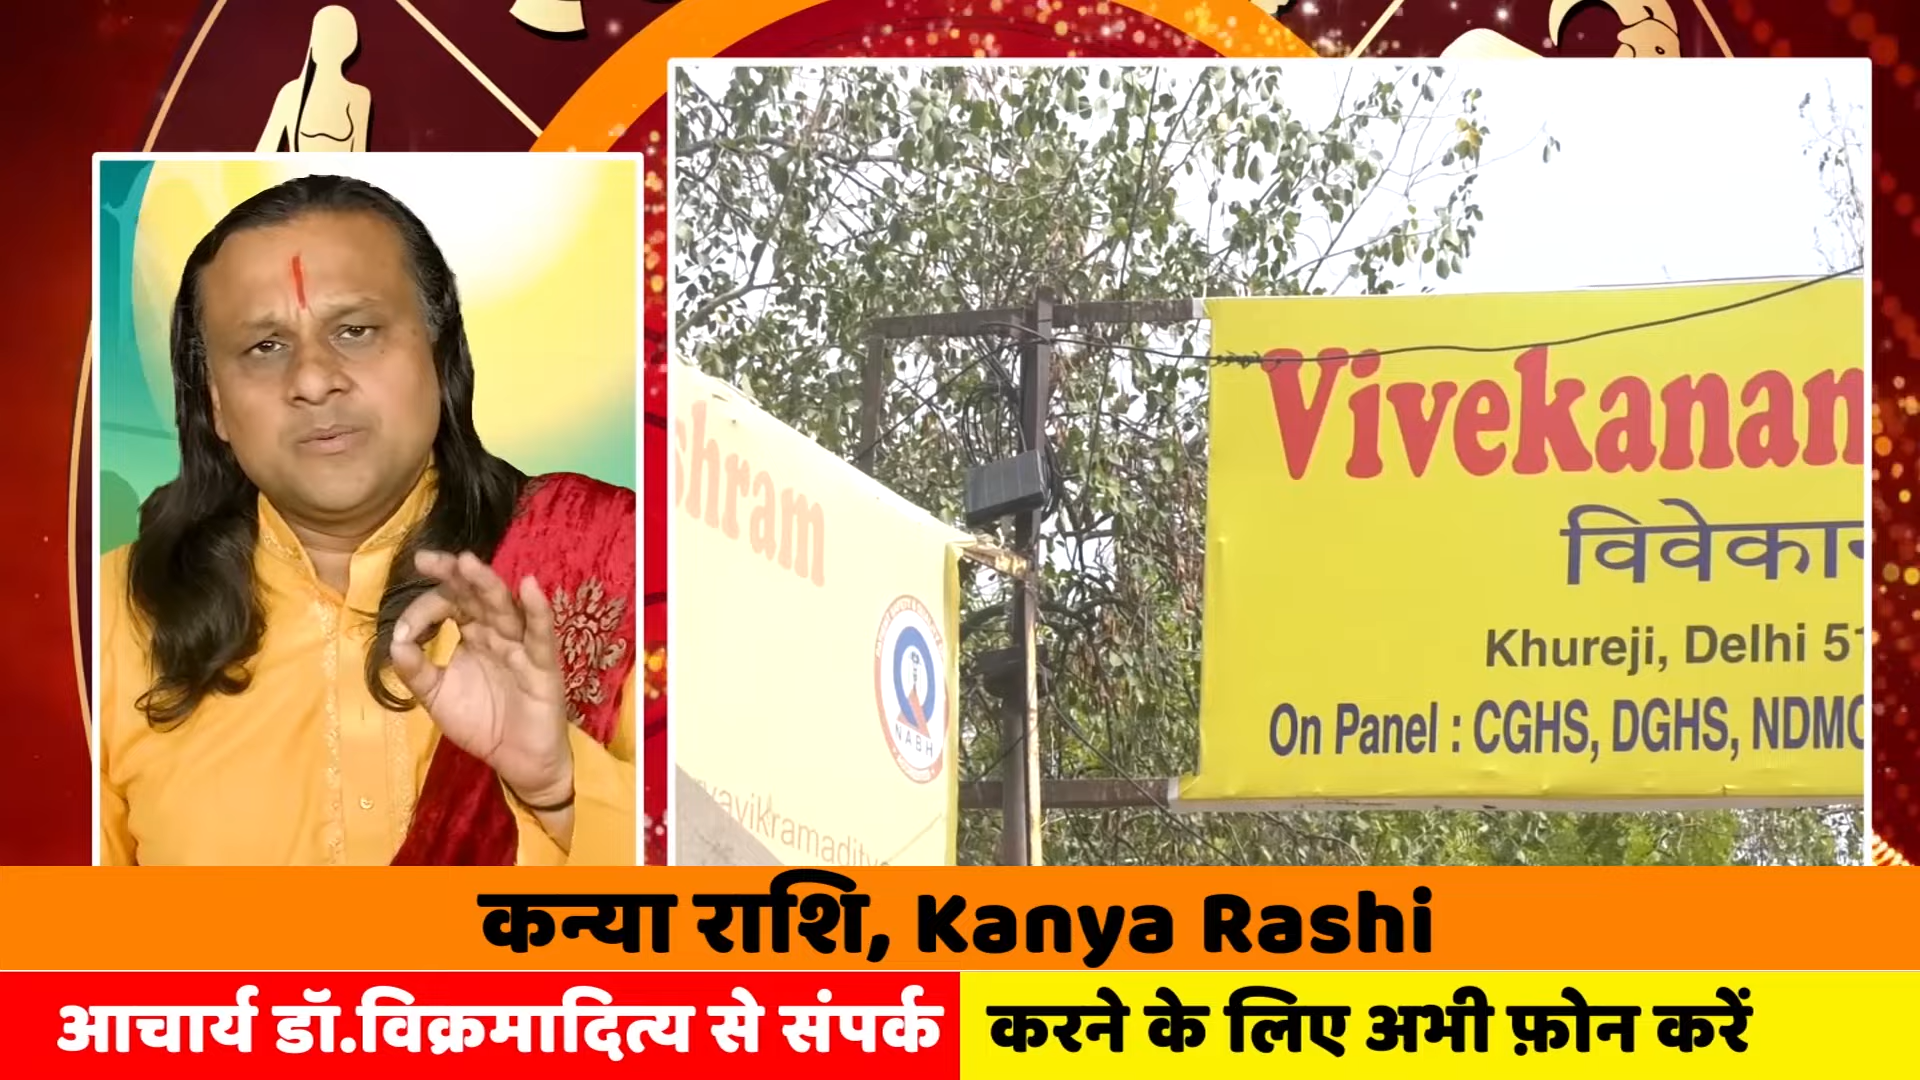 shram
NABH
Vivekanan
विवेकान
Khureji, Delhi 51
On Panel : CGHS, DGHS, NDMC
कन्या राशि, Kanya Rashi
आचार्य डॉ.विक्रमादित्य से संपर्क करने के लिए अभी फ़ोन करें